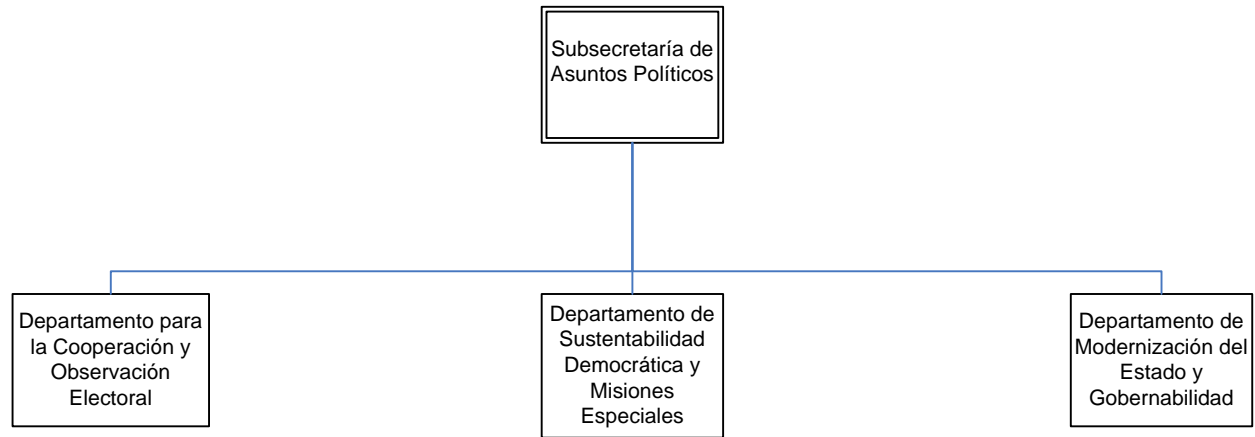 Subsecretaría de
Asuntos Políticos
Departamento para
la Cooperación y
Observación
Electoral
Departamento de
Sustentabilidad
Democrática y
Misiones
Especiales
Departamento de
Modernización del
Estado y
Gobernabilidad